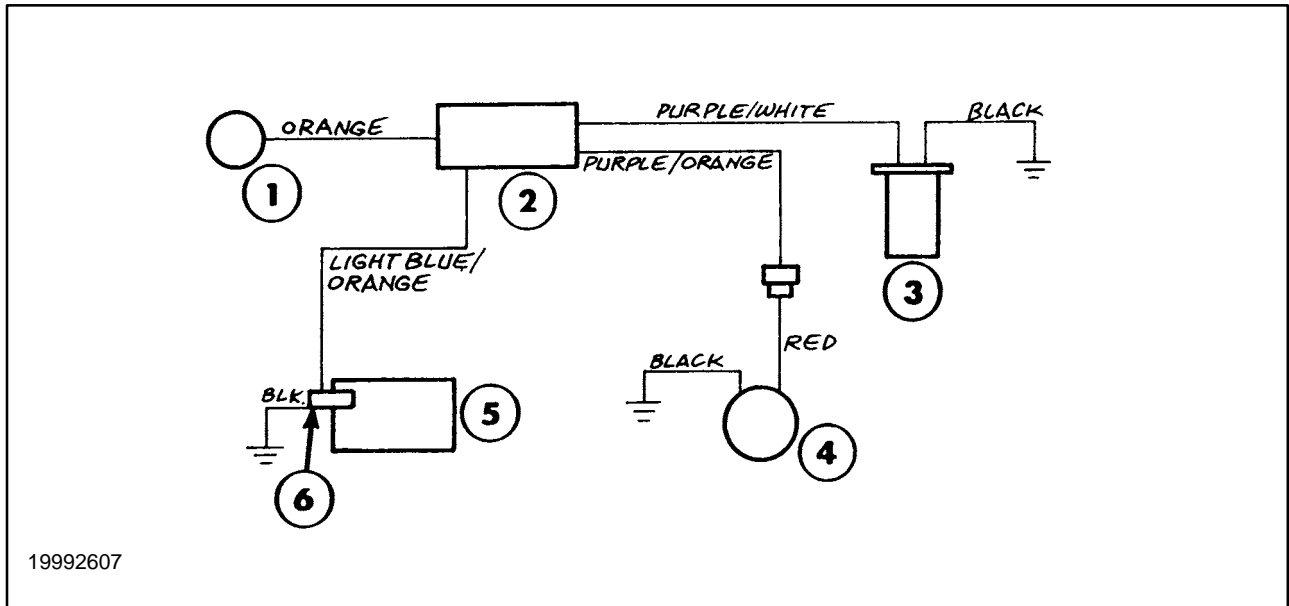 ORANGE
PURPLE/WHITE
BLACK
PURPLE/ORANGE
1
2
3
LIGHT BLUE/
ORANGE
RED
BLACK
BLK.
5
4
6
19992607